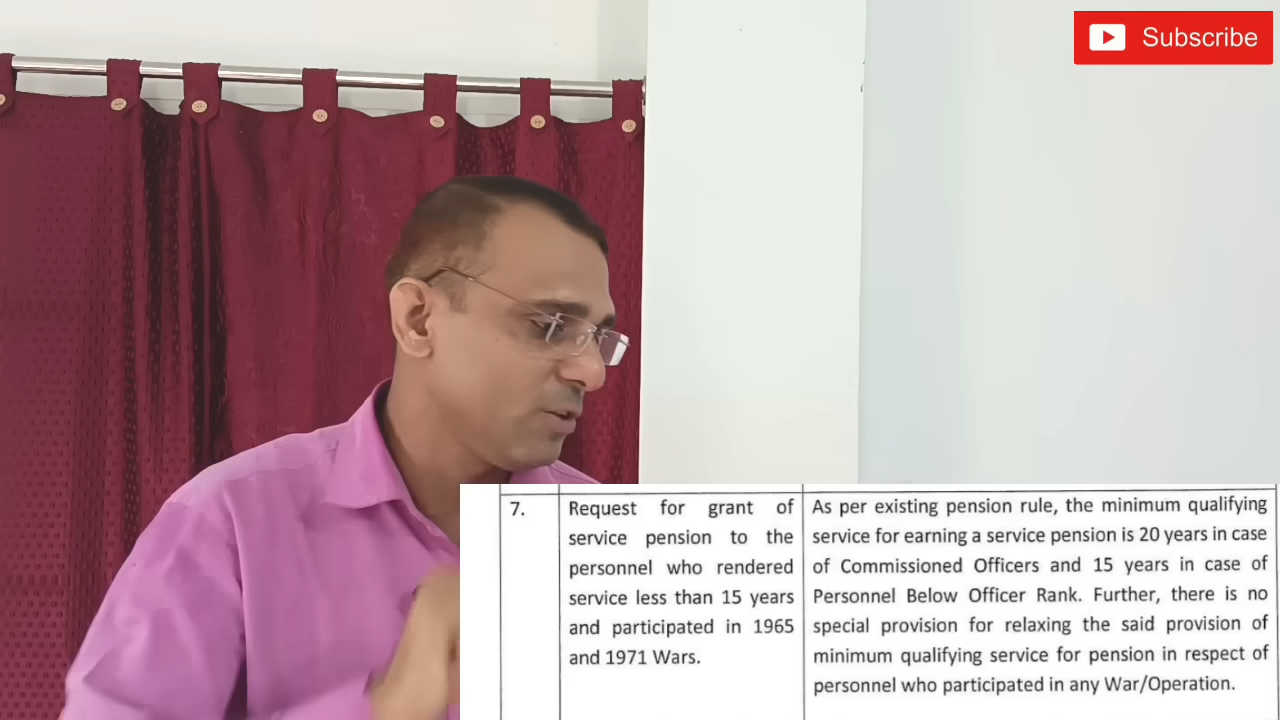 Subscribe
7.
Request for grant of
service pension to the
personnel who rendered
service less than 15 years
and participated in 1965
and 1971 Wars.
As per existing pension rule, the minimum qualifying
service for earning a service pension is 20 years in case
of Commissioned Officers and 15 years in case of
Personnel Below Officer Rank. Further, there is no
special provision for relaxing the said provision of
minimum qualifying service for pension in respect of
personnel who participated in any War/Operation.